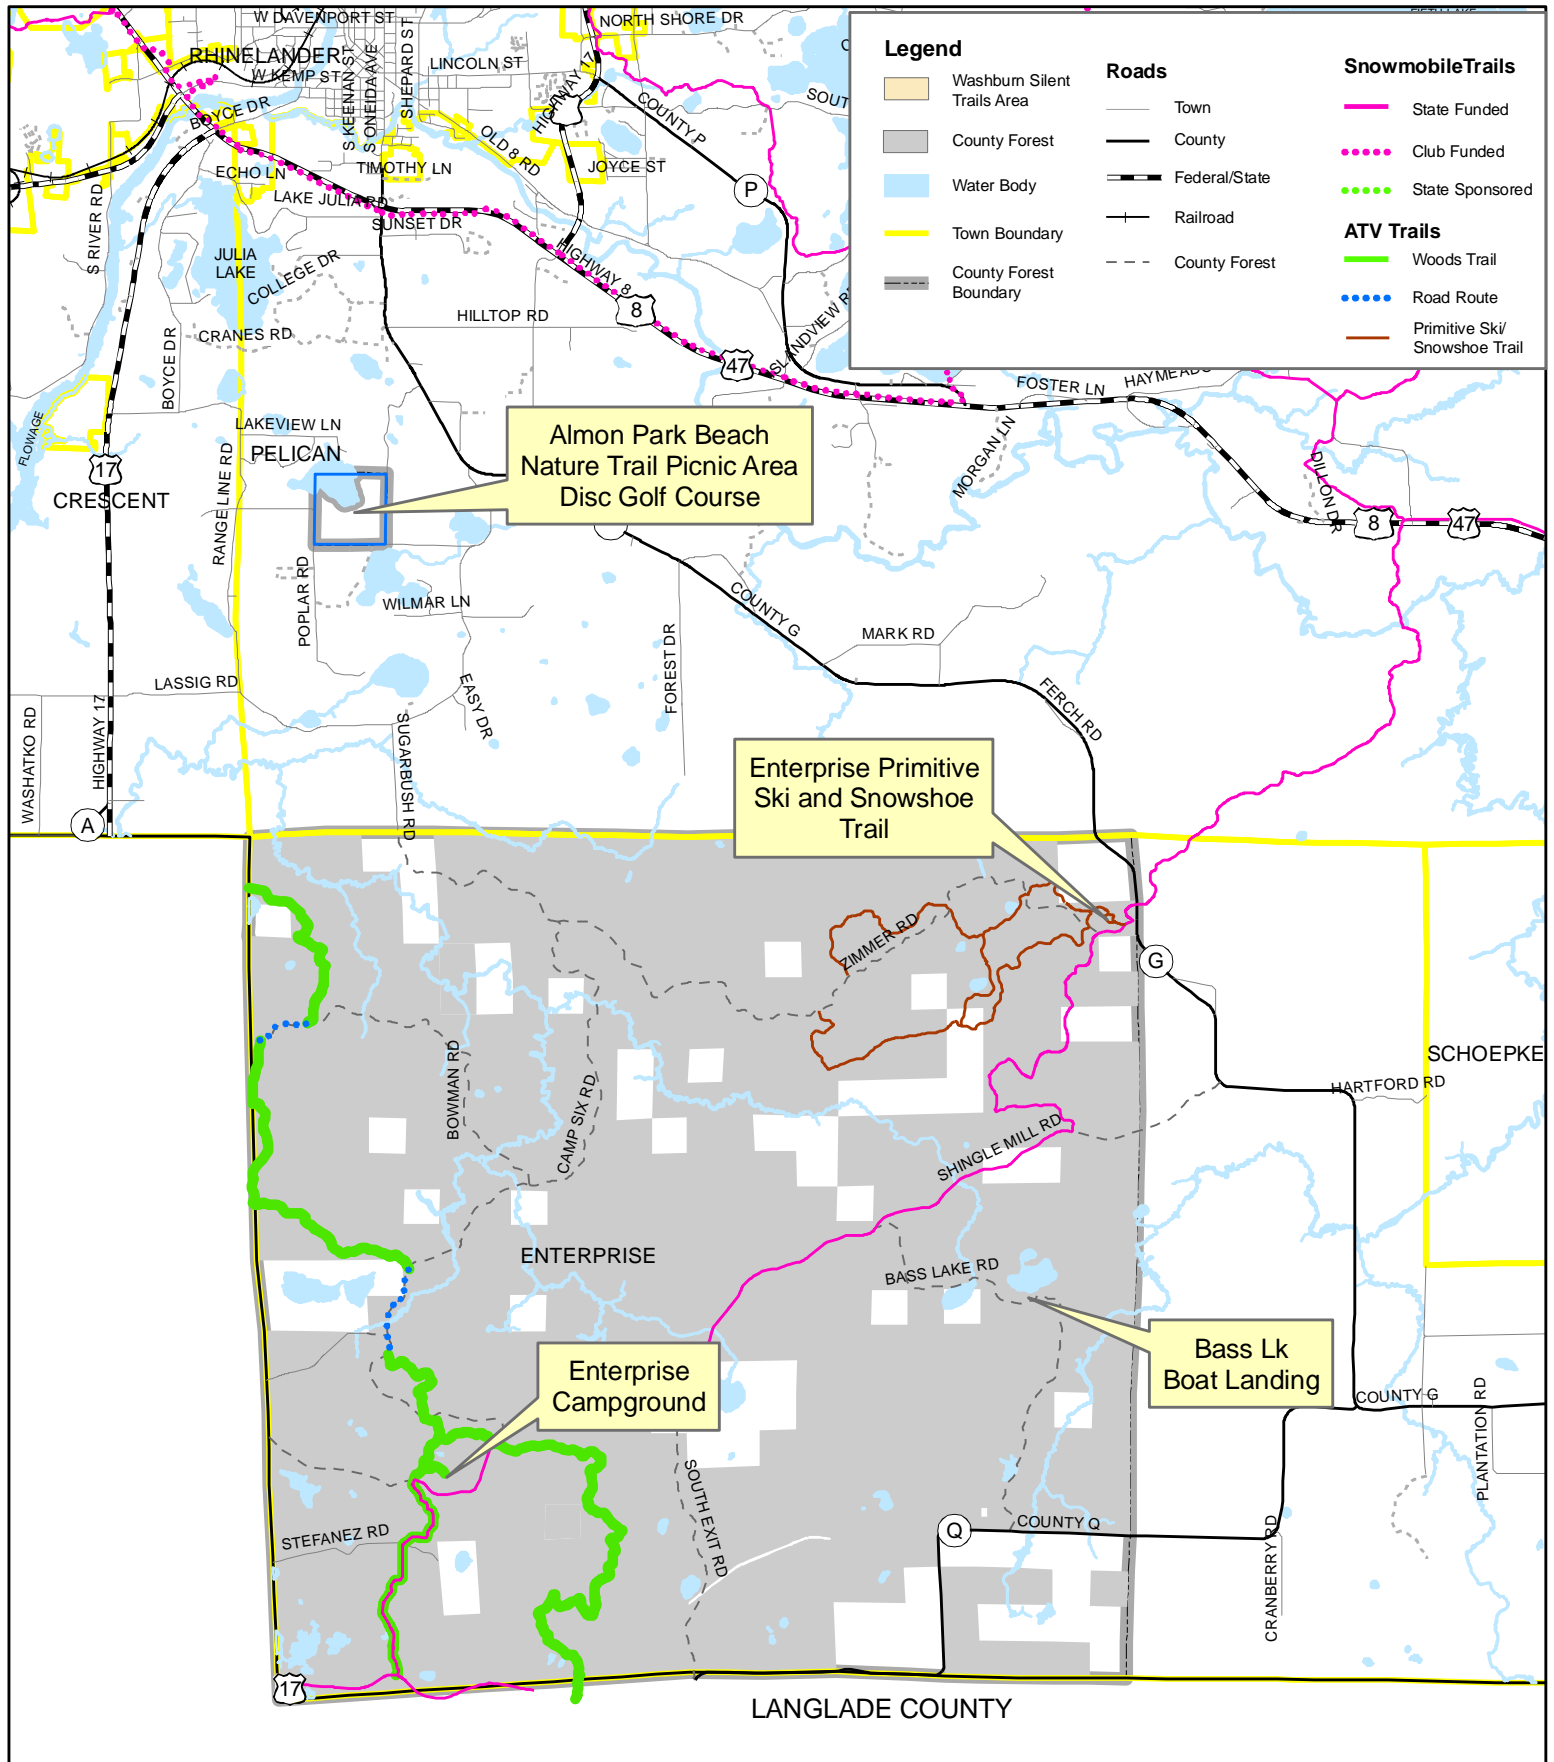 W DAVENPORT ST
NORTH SHORE DR
RHINELANDER
W KEMP ST
S KEENAN ST
S ONEIDA AVE
SHEPARD ST
LINCOLN ST
HIGHWAY 17
COUNTY P
BOYCE DR
OLD 8 RD
JOYCE ST
ECHO LN
TIMOTHY LN
LAKE JULIA RD
SUNSET DR
P
S RIVER RD
JULIA
LAKE
COLLEGE DR
HIGHWAY 8
8
HILLTOP RD
CRANES RD
BOYCE DR
47
Legend
Washburn Silent
Trails Area
County Forest
Water Body
Town Boundary
County Forest
Boundary
Roads
Town
County
Federal/State
Railroad
County Forest
SnowmobileTrails
State Funded
Club Funded
State Sponsored
ATV Trails
Woods Trail
Road Route
Primitive Ski/
Snowshoe Trail
FOSTER LN
FLOWAGE
LAKEVIEW LN
PELICAN
17
CRESCENT
RANGE LINE RD
Almon Park Beach
Nature Trail Picnic Area
Disc Golf Course
MORGAN LN
DILLON DR
8
47
POPLAR RD
WILMAR LN
COUNTY G
MARK RD
FOREST DR
LASSIG RD
EASY DR
FERCH RD
WASHATKO RD
HIGHWAY 17
SUGARBUSH RD
A
Enterprise Primitive
Ski and Snowshoe
Trail
ZIMMER RD
G
SCHOEPKE
HARTFORD RD
BOWMAN RD
CAMP SIX RD
SHINGLE MILL RD
ENTERPRISE
BASS LAKE RD
Bass Lk
Boat Landing
Enterprise
Campground
COUNTY G
PLANTATION RD
SOUTH EXIT RD
STEFANEZ RD
Q
COUNTY Q
CRANBERRY RD
17
LANGLADE COUNTY